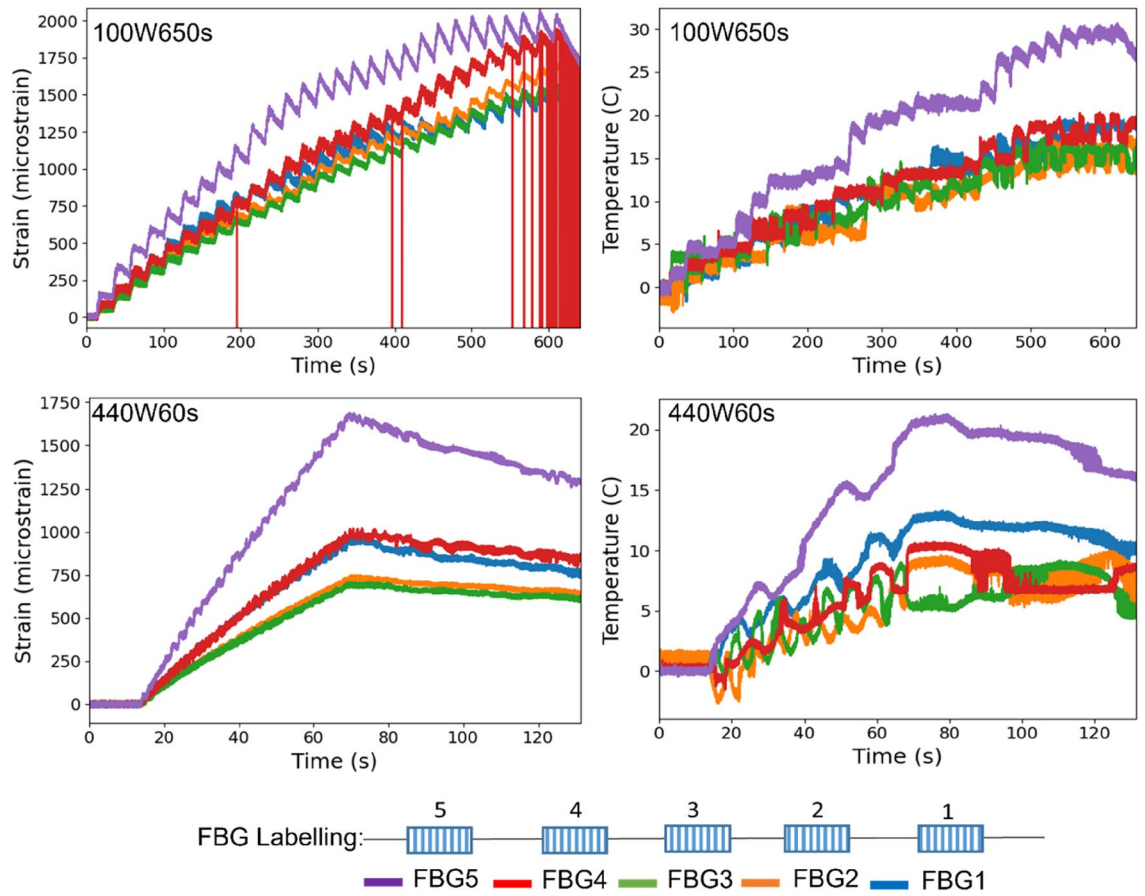 100W650s
Strain (microstrain)
2000
1750
1500
1250
1000
750
500
250
0
0 100 200 300 400 500 600
Time (s)
100W650s
Temperature (C)
30
25
20
15
10
5
0
0 100 200 300 400 500 600
Time (s)
440W60s
Strain (microstrain)
1750
1500
1250
1000
750
500
250
0
0 20 40 60 80 100 120
Time (s)
440W60s
Temperature (C)
20
15
10
5
0
0 20 40 60 80 100 120
Time (s)
5 4 3 2 1
FBG Labelling:
FBG5 FBG4 FBG3 FBG2 FBG1